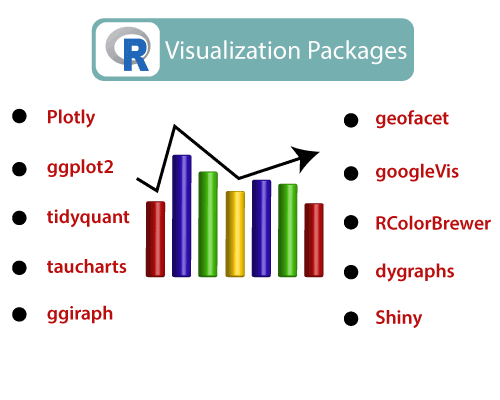 R Visualization Packages
Plotly
ggplot2
tidyquant
taucharts
ggiraph
geofacet
googleVis
RColorBrewer
dygraphs
Shiny